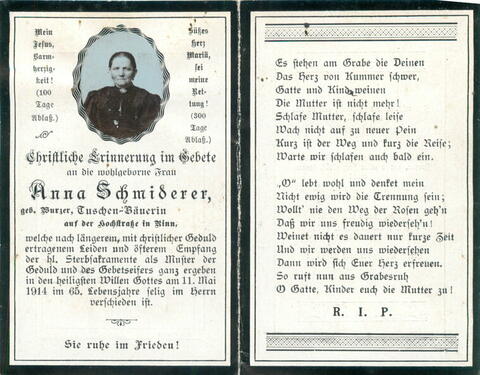 Mein
Jesus,
Barm-
herzig-
keit!
(100
Tage
Ablaß.)
Süßes
Herz
Mariä,
sei
meine
Ret-
tung!
(300
Tage
Ablaß.)
Christliche Erinnerung im Gebete
an die wohlgeborne Frau
Anna Schmiderer,
geb. Wurzer, Tuschen-Bäuerin
auf der Hochstraße in Rinn,
welche nach längerem, mit christlicher Geduld
ertragenem Leiden und öfterem Empfang
der hl. Sterbsakramente als Muster der
Geduld und des Gebetseifers ganz ergeben
in den heiligsten Willen Gottes am 11. Mai
1914 im 65. Lebensjahre selig im Herrn
verschieden ist.
Sie ruhe im Frieden!
Es stehen am Grabe die Deinen
Das Herz von Kummer schwer,
Gatte und Kind weinen
Die Mutter ist nicht mehr!
Schlafe Mutter, schlafe leise
Wach nicht auf zu neuer Pein
Kurz ist der Weg und kurz die Reise;
Warte wir schlafen auch bald ein.
„O" lebt wohl und denket mein
Nicht ewig wird die Trennung sein;
Wollt' nie den Weg der Rosen geh'n
Daß wir uns freudig wiederseh'n!
Weinet nicht es dauert nur kurze Zeit
Und wir werden uns wiedersehen
Dann wird sich Euer Herz erfreuen.
So ruft nun aus Grabesruh
O Gatte, Kinder euch die Mutter zu!
R. I. P.